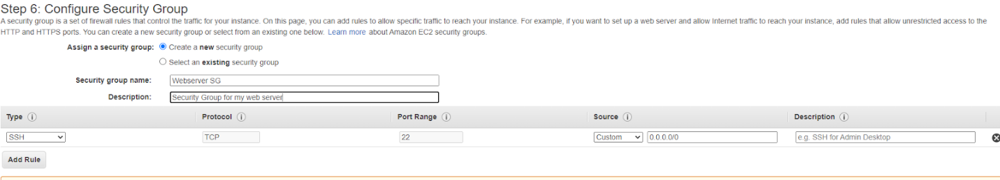 Step 6: Configure Security Group
A security group is a set of firewall rules that control the traffic for your instance. On this page, you can add rules to allow specific traffic to reach your instance. For example, if you want to set up a web server and allow Internet traffic to reach your instance, add rules that allow unrestricted access to the
HTTP and HTTPS ports. You can create a new security group or select from an existing one below. Learn more about Amazon EC2 security groups.
Assign a security group: Create a new security group
Select an existing security group
Security group name: Webserver SG
Description: Security Group for my web server
Type Protocol Port Range Source Description
SSH TCP 22 Custom 0.0.0.0/0 e.g. SSH for Admin Desktop
Add Rule